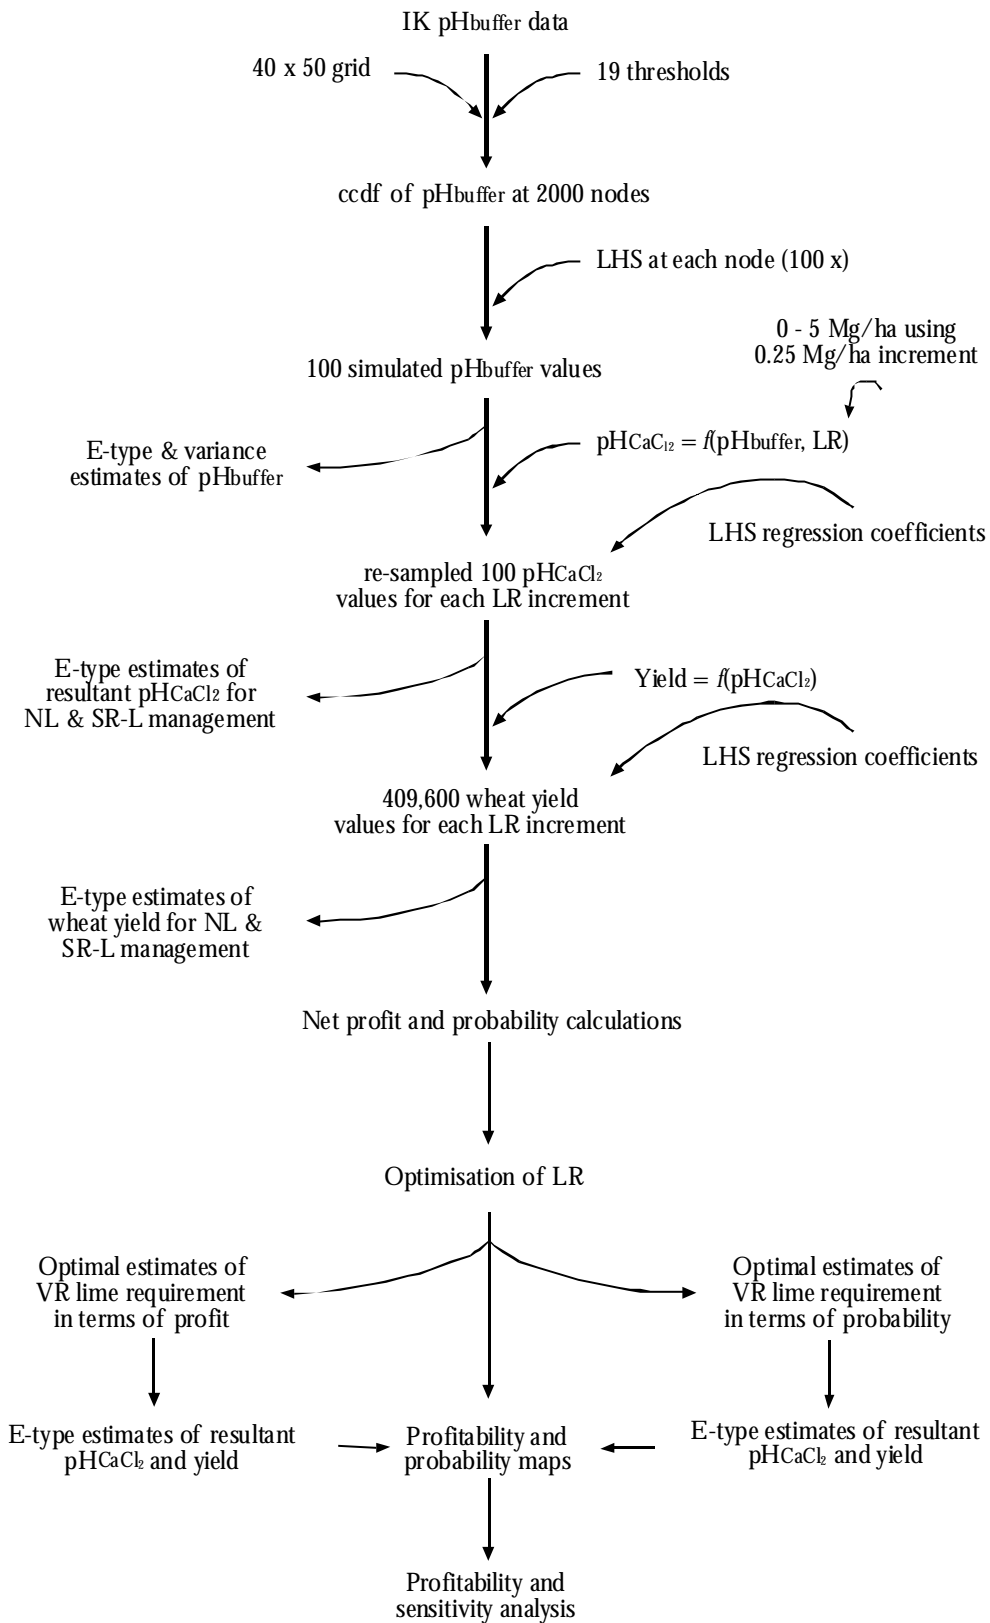 IK pHbuffer data
40 x 50 grid
19 thresholds
ccdf of pHbuffer at 2000 nodes
LHS at each node (100 x)
0 - 5 Mg/ha using
0.25 Mg/ha increment
100 simulated pHbuffer values
pHCaCl2 = f(pHbuffer, LR)
E-type & variance
estimates of pHbuffer
LHS regression coefficients
re-sampled 100 pHCaCl2
values for each LR increment
E-type estimates of
resultant pHCaCl2 for
NL & SR-L management
Yield = f(pHCaCl2)
LHS regression coefficients
409,600 wheat yield
values for each LR increment
E-type estimates of
wheat yield for NL &
SR-L management
Net profit and probability calculations
Optimisation of LR
Optimal estimates of
VR lime requirement
in terms of profit
Optimal estimates of
VR lime requirement
in terms of probability
E-type estimates of resultant
pHCaCl2 and yield
Profitability and
probability maps
E-type estimates of resultant
pHCaCl2 and yield
Profitability and
sensitivity analysis